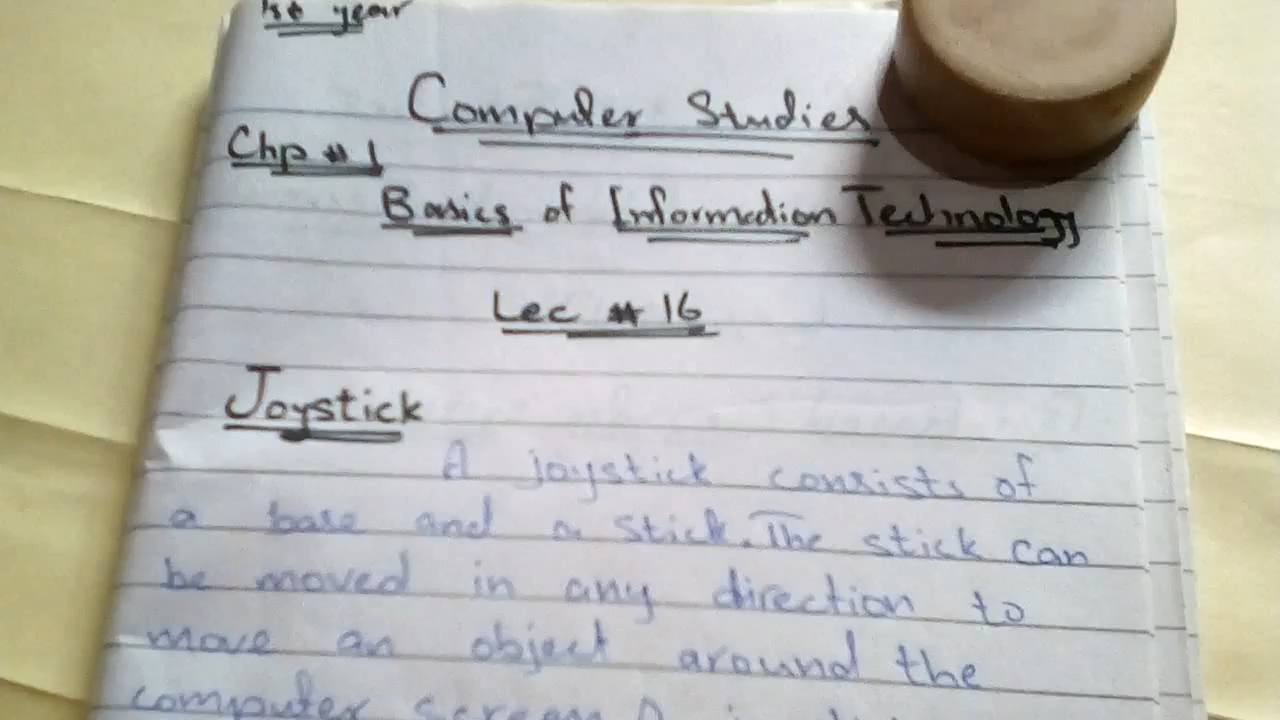 1st year
Computer Studies
Chp # 1
Basics of Information Technology
Lec # 16
Joystick
A joystick consists of
a base and a stick. The stick can
be moved in any direction to
move an object around the
computer screen. A